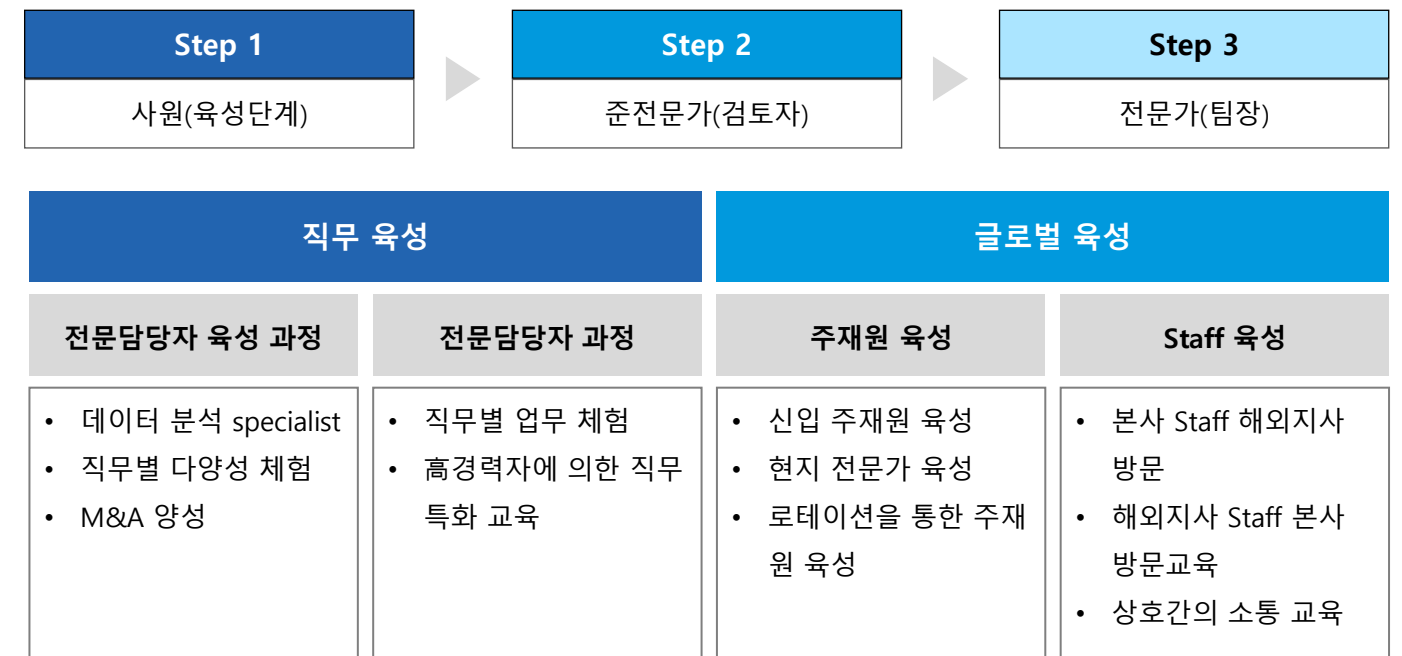 Step 1
Step 2
Step 3
사원(육성단계)
준전문가(검토자)
전문가(팀장)
직무 육성
글로벌 육성
전문담당자 육성 과정
전문담당자 과정
주재원 육성
Staff 육성
• 데이터 분석 specialist
• 직무별 다양성 체험
• M&A 양성
• 직무별 업무 체험
• 高경력자에 의한 직무
특화 교육
• 신입 주재원 육성
• 현지 전문가 육성
• 로테이션을 통한 주재
원 육성
• 본사 Staff 해외지사
방문
• 해외지사 Staff 본사
방문교육
• 상호간의 소통 교육